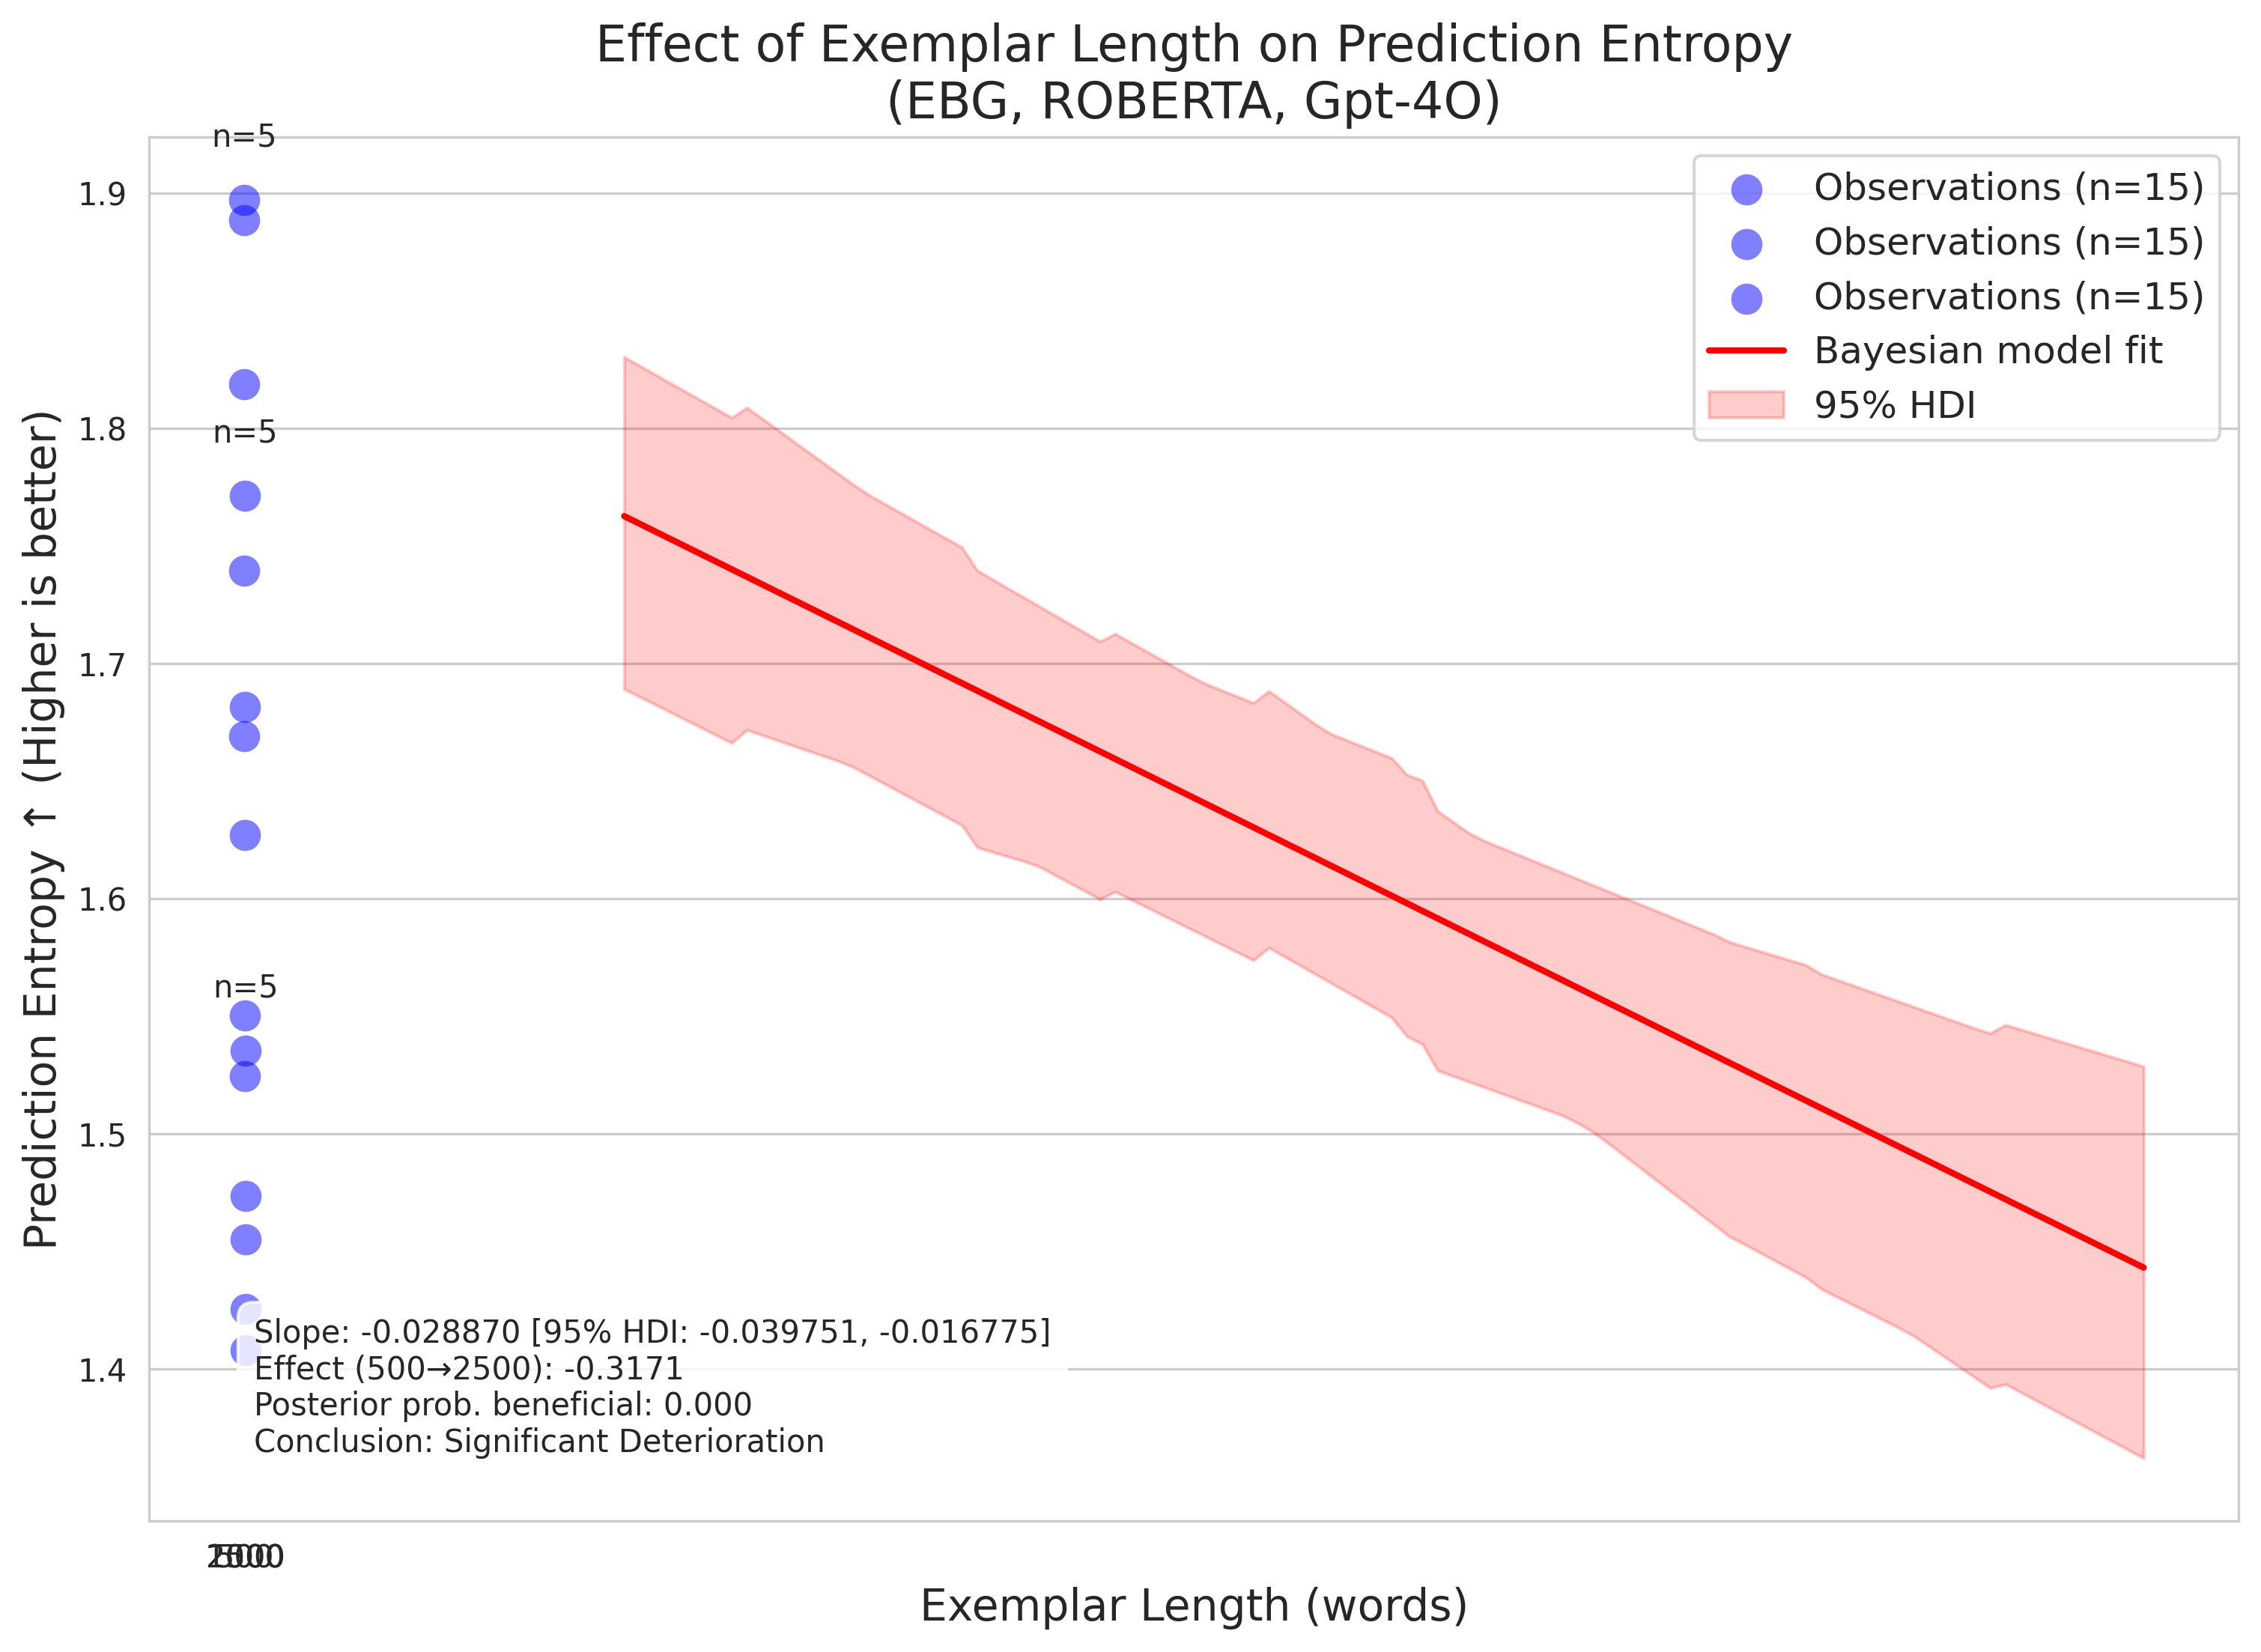 Effect of Exemplar Length on Prediction Entropy
(EBG, ROBERTA, Gpt-4O)
n=5
n=5
n=5
Observations (n=15)
Observations (n=15)
Observations (n=15)
Bayesian model fit
95% HDI
Prediction Entropy ↑ (Higher is better)
1.9
1.8
1.7
1.6
1.5
1.4
Slope: -0.028870 [95% HDI: -0.039751, -0.016775]
Effect (500→2500): -0.3171
Posterior prob. beneficial: 0.000
Conclusion: Significant Deterioration
Exemplar Length (words)